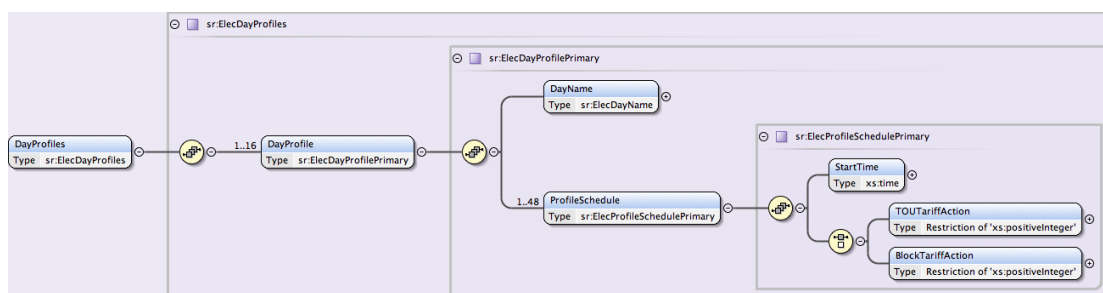 sr:ElecDayProfiles
sr:ElecDayProfilePrimary
DayName
Type sr:ElecDayName
sr:ElecProfileSchedulePrimary
DayProfiles
Type sr:ElecDayProfiles
1..16
DayProfile
Type sr:ElecDayProfilePrimary
StartTime
Type xs:time
1..48
ProfileSchedule
Type sr:ElecProfileSchedulePrimary
TOUTariffAction
Type Restriction of 'xs:positiveInteger'
BlockTariffAction
Type Restriction of 'xs:positiveInteger'